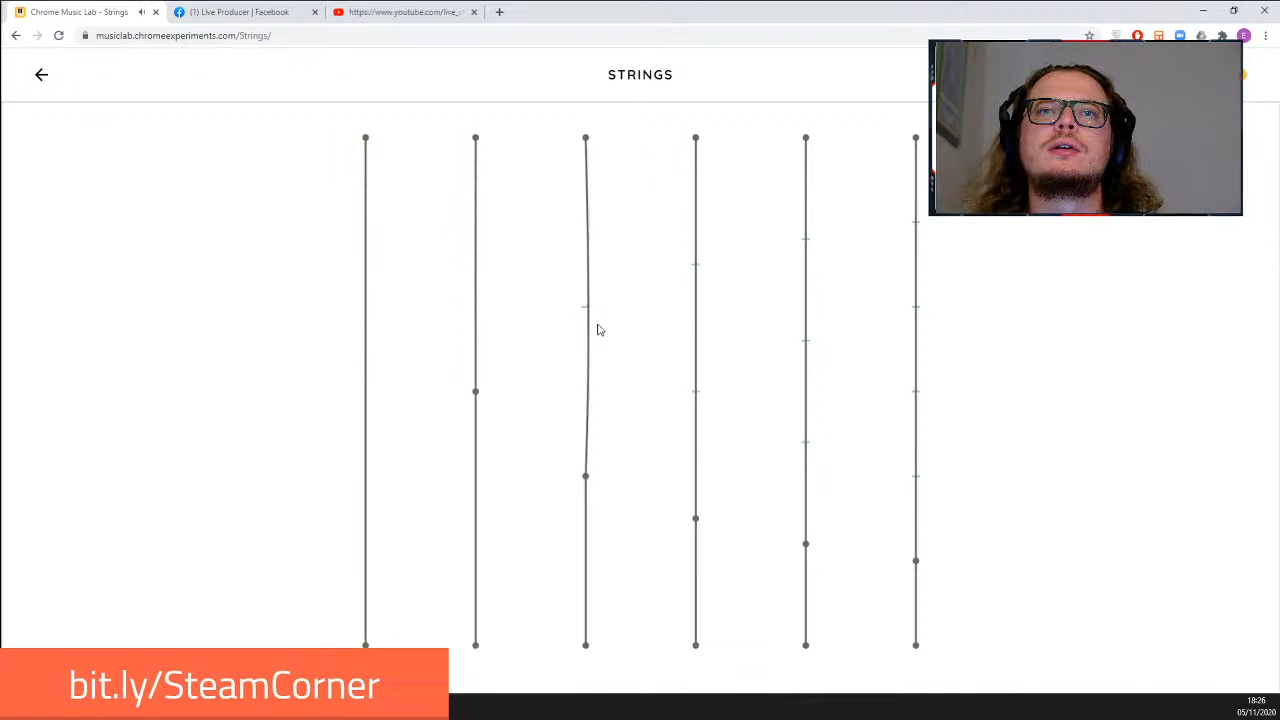 Chrome Music Lab - Strings
(1) Live Producer | Facebook
https://www.youtube.com/live_c
musiclab.chromeexperiments.com/Strings/
E
STRINGS
bit.ly/SteamCorner
18:26
05/11/2020